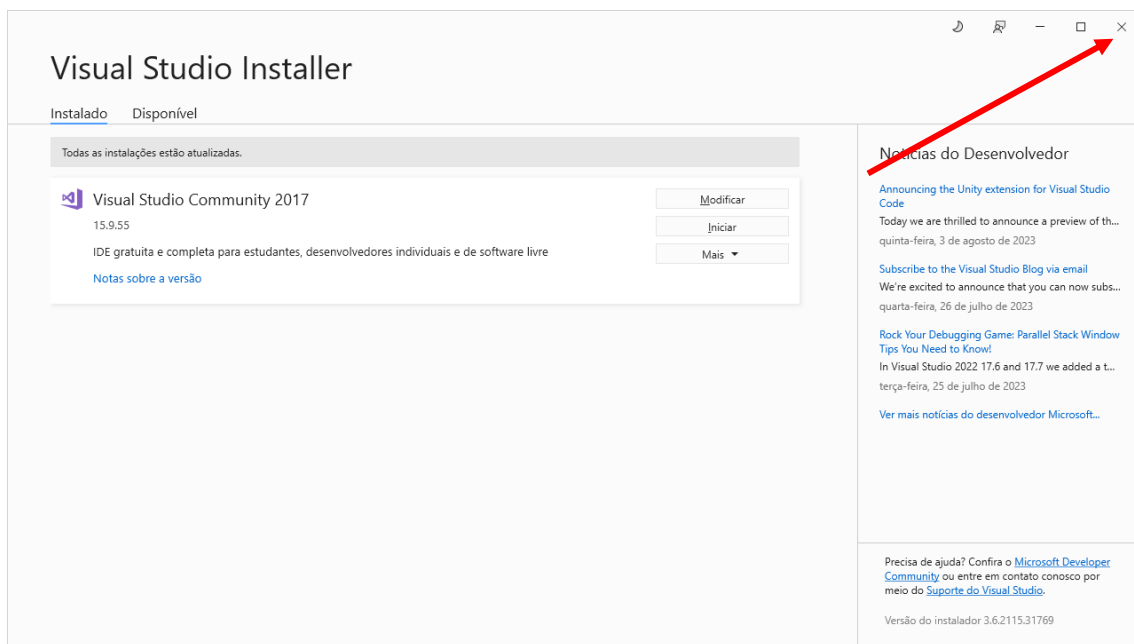 Visual Studio Installer
Instalado Disponível
Todas as instalações estão atualizadas.
Visual Studio Community 2017
15.9.55
IDE gratuita e completa para estudantes, desenvolvedores individuais e de software livre
Notas sobre a versão
Modificar
Iniciar
Mais
Notícias do Desenvolvedor
Announcing the Unity extension for Visual Studio
Code
Today we are thrilled to announce a preview of th...
quinta-feira, 3 de agosto de 2023
Subscribe to the Visual Studio Blog via email
We're excited to announce that you can now subs...
quarta-feira, 26 de julho de 2023
Rock Your Debugging Game: Parallel Stack Window
Tips You Need to Know!
In Visual Studio 2022 17.6 and 17.7 we added a t...
terça-feira, 25 de julho de 2023
Ver mais notícias do desenvolvedor Microsoft...
Precisa de ajuda? Confira o Microsoft Developer
Community ou entre em contato conosco por
meio do Suporte do Visual Studio.
Versão do instalador 3.6.2115.31769